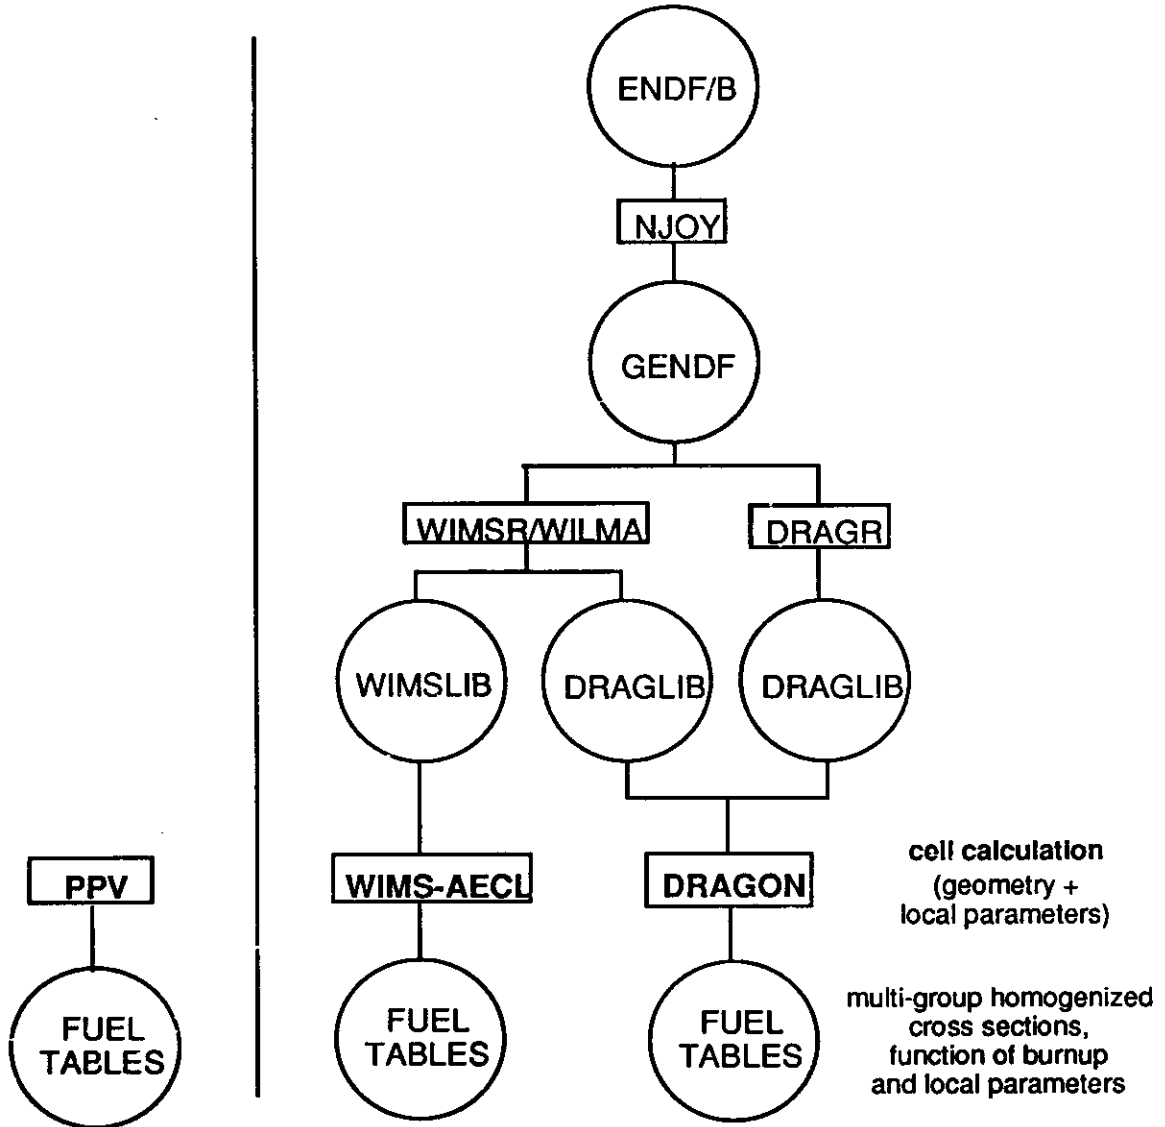 ENDF/B
NJOY
GENDF
WIMSR/WILMA
DRAGR
WIMSLIB
DRAGLIB
DRAGLIB
PPV
WIMS-AECL
DRAGON
cell calculation
(geometry +
local parameters)
FUEL
TABLES
FUEL
TABLES
FUEL
TABLES
multi-group homogenized
cross sections,
function of burnup
and local parameters